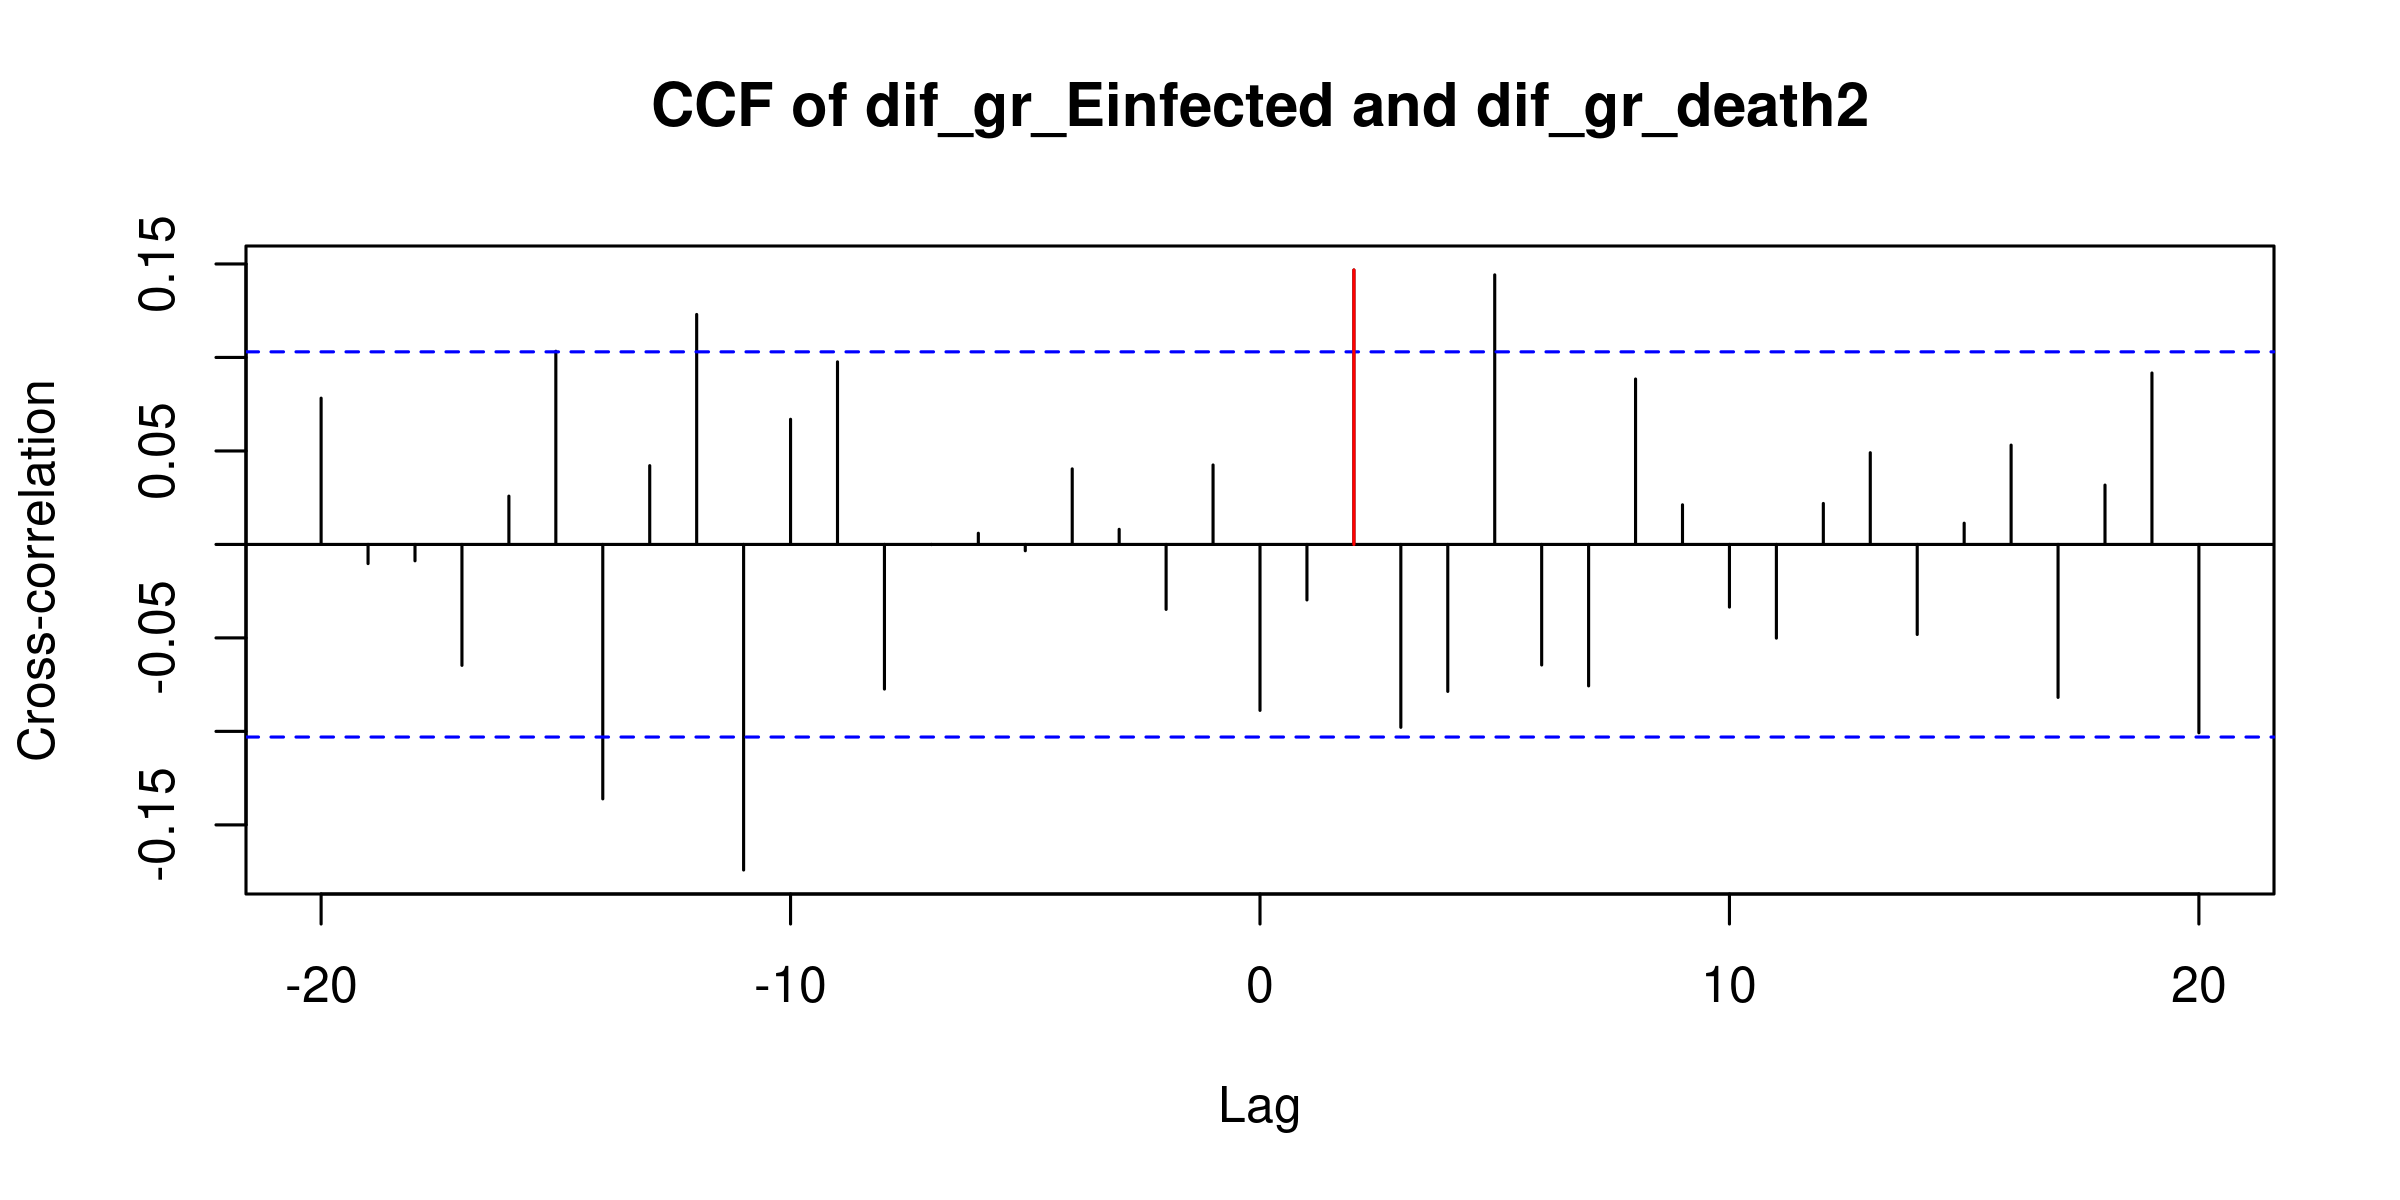 CCF of dif_gr_Einfected and dif_gr_death2
Cross-correlation
0.15
0.05
-0.05
-0.15
-20 -10 0 10 20
Lag